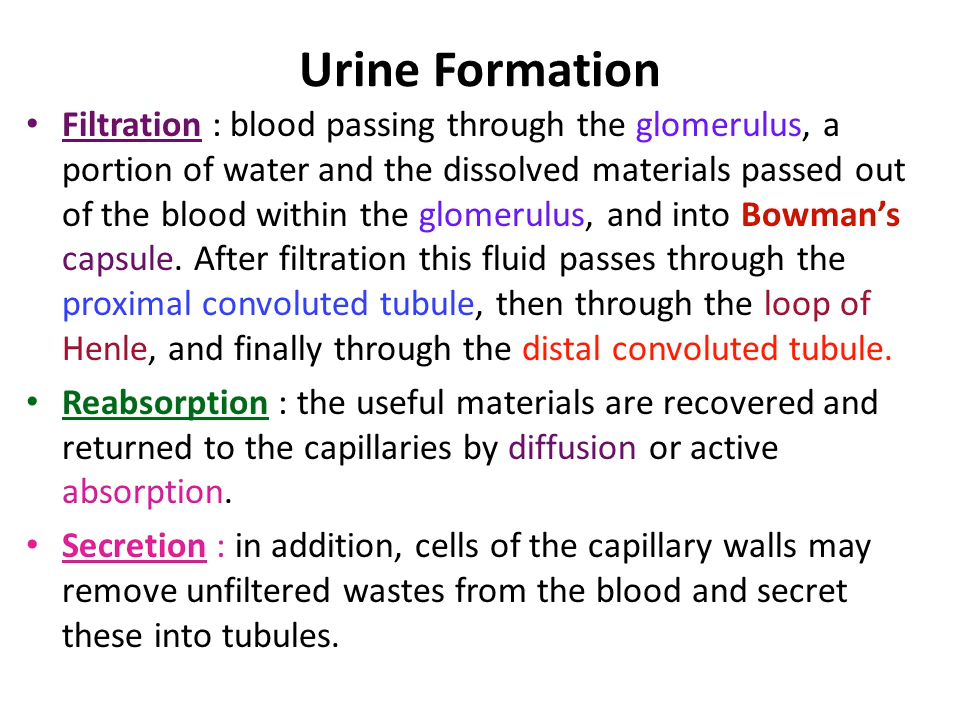 Urine Formation
• Filtration : blood passing through the glomerulus, a
portion of water and the dissolved materials passed out
of the blood within the glomerulus, and into Bowman’s
capsule. After filtration this fluid passes through the
proximal convoluted tubule, then through the loop of
Henle, and finally through the distal convoluted tubule.
• Reabsorption : the useful materials are recovered and
returned to the capillaries by diffusion or active
absorption.
• Secretion : in addition, cells of the capillary walls may
remove unfiltered wastes from the blood and secret
these into tubules.